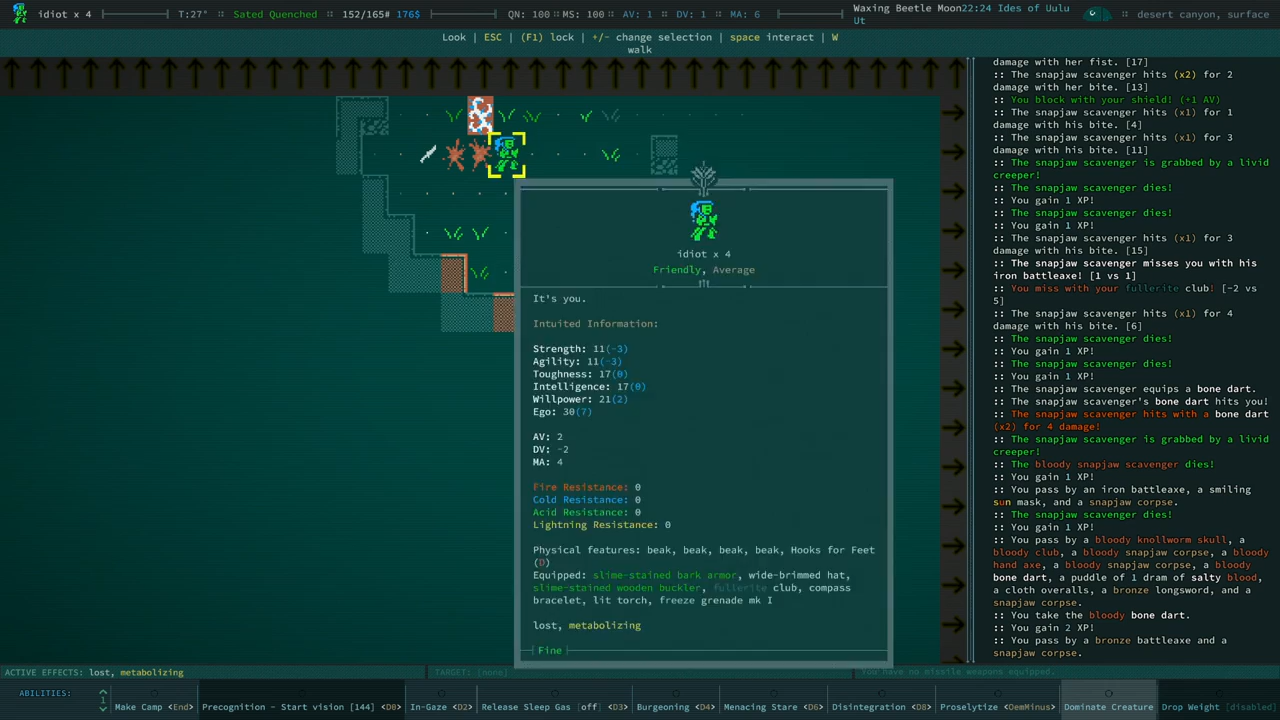 idiot x 4
T:27° Sated Quenched 152/165# 176$ QN: 100 MS: 100 AV: 1 DV: 1 MA: 6
Waxing Beetle Moon22:24 Ides of Uulu
Ut
desert canyon, surface
Look | ESC | (F1) lock | +/- change selection | space interact | W
walk
damage with her fist. [17]
:: The snapjaw scavenger hits (x2) for 2
damage with her bite. [13]
:: You block with your shield! (+1 AV)
:: The snapjaw scavenger hits (x1) for 1
damage with his bite. [4]
:: The snapjaw scavenger hits (x1) for 3
damage with his bite. [11]
:: The snapjaw scavenger is grabbed by a livid
creeper!
:: The snapjaw scavenger dies!
:: You gain 1 XP!
:: The snapjaw scavenger dies!
:: You gain 1 XP!
:: The snapjaw scavenger hits (x1) for 3
damage with his bite. [15]
:: The snapjaw scavenger misses you with his
iron battleaxe! [1 vs 1]
:: You miss with your fullerite club! [-2 vs
5]
:: The snapjaw scavenger hits (x1) for 4
damage with his bite. [6]
:: The snapjaw scavenger dies!
:: You gain 1 XP!
:: The snapjaw scavenger dies!
:: You gain 1 XP!
:: The snapjaw scavenger equips a bone dart.
:: The snapjaw scavenger's bone dart hits you!
:: The snapjaw scavenger hits with a bone dart
(x2) for 4 damage!
:: The snapjaw scavenger is grabbed by a livid
creeper!
:: The bloody snapjaw scavenger dies!
:: You gain 1 XP!
:: You pass by an iron battleaxe, a smiling
sun mask, and a snapjaw corpse.
:: The snapjaw scavenger dies!
:: You gain 1 XP!
:: You pass by a bloody knollworm skull, a
bloody club, a bloody snapjaw corpse, a bloody
hand axe, a bloody snapjaw corpse, a bloody
bone dart, a puddle of 1 dram of salty blood,
a cloth overalls, a bronze longsword, and a
snapjaw corpse.
:: You take the bloody bone dart.
:: You gain 2 XP!
:: You pass by a bronze battleaxe and a
snapjaw corpse.
idiot x 4
Friendly, Average
It's you.
Intuited Information:
Strength: 11(-3)
Agility: 11(-3)
Toughness: 17(0)
Intelligence: 17(0)
Willpower: 21(2)
Ego: 30(7)
AV: 2
DV: -2
MA: 4
Fire Resistance: 0
Cold Resistance: 0
Acid Resistance: 0
Lightning Resistance: 0
Physical features: beak, beak, beak, beak, Hooks for Feet
(D)
Equipped: slime-stained bark armor, wide-brimmed hat,
slime-stained wooden buckler, fullerite club, compass
bracelet, lit torch, freeze grenade mk I
lost, metabolizing
Fine
ACTIVE EFFECTS: lost, metabolizing
TARGET: [none]
You have no missile weapons equipped.
ABILITIES: 1 Make Camp <End> Precognition - Start vision [144] <D0> In-Gaze <D2> Release Sleep Gas [off] <D3> Burgeoning <D4> Menacing Stare <D6> Disintegration <D8> Proselytize <OemMinus> Dominate Creature Drop Weight [disabled]